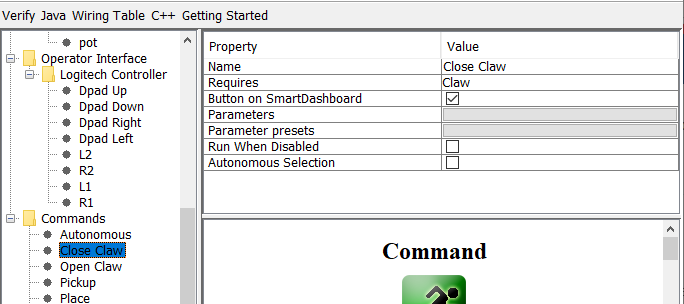 Verify Java Wiring Table C++ Getting Started
pot
Operator Interface
Logitech Controller
Dpad Up
Dpad Down
Dpad Right
Dpad Left
L2
R2
L1
R1
Commands
Autonomous
Close Claw
Open Claw
Pickup
Place
Property Value
Name Close Claw
Requires Claw
Button on SmartDashboard
Parameters
Parameter presets
Run When Disabled
Autonomous Selection
Command